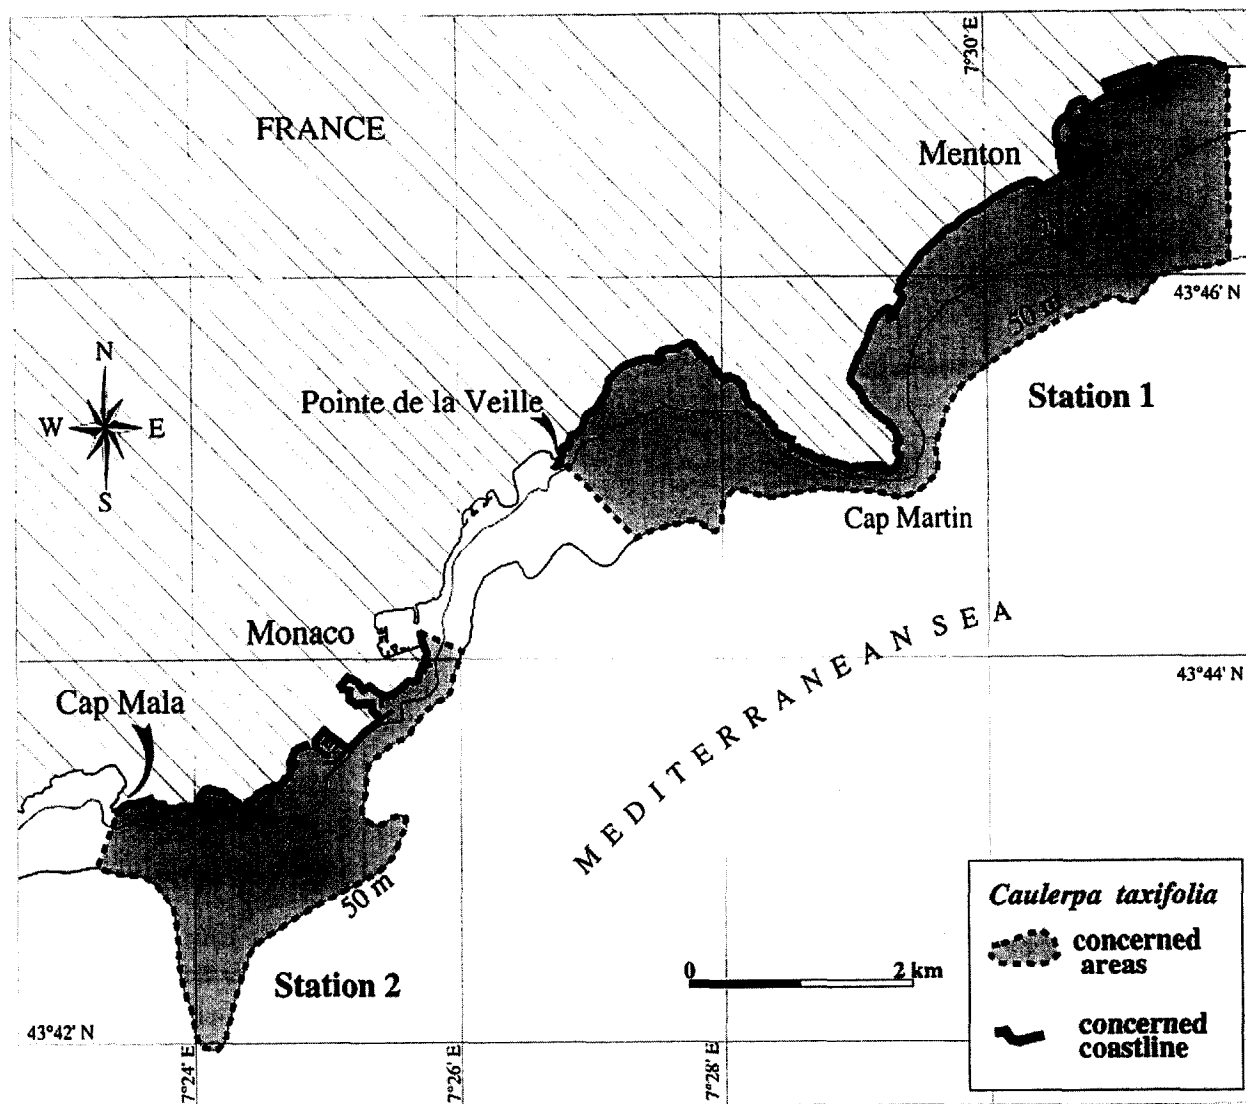 7°30' E
FRANCE
Menton
43°46' N
50 m
N
W E
S
Pointe de la Veille
Station 1
Cap Martin
Monaco
MEDITERRANEAN SEA
43°44' N
Cap Mala
50 m
Station 2
0 2 km
43°42' N
7°24' E
7°26' E
7°28' E
Caulerpa taxifolia
concerned
areas
concerned
coastline